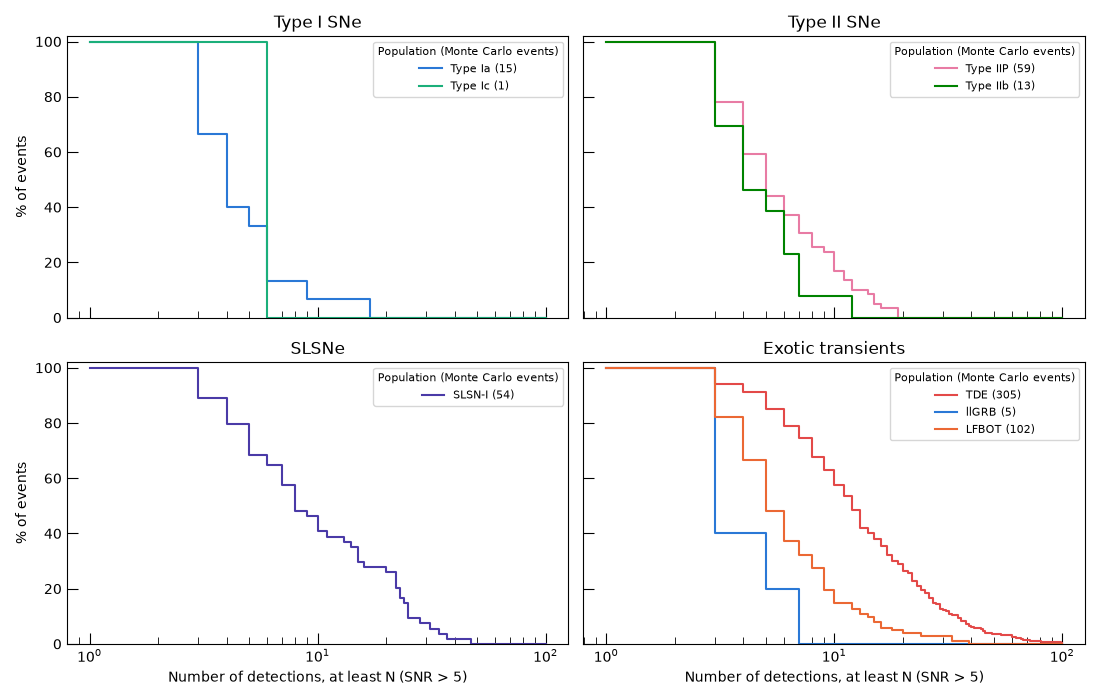 Type I SNe
Type II SNe
100
80
60
40
20
0
% of events
Population (Monte Carlo events)
Type Ia (15)
Type Ic (1)
Population (Monte Carlo events)
Type IIP (59)
Type IIb (13)
SLSNe
Exotic transients
100
80
60
40
20
0
% of events
Population (Monte Carlo events)
SLSN-I (54)
Population (Monte Carlo events)
TDE (305)
llGRB (5)
LFBOT (102)
10⁰
10¹
10²
10⁰
10¹
10²
Number of detections, at least N (SNR > 5)
Number of detections, at least N (SNR > 5)